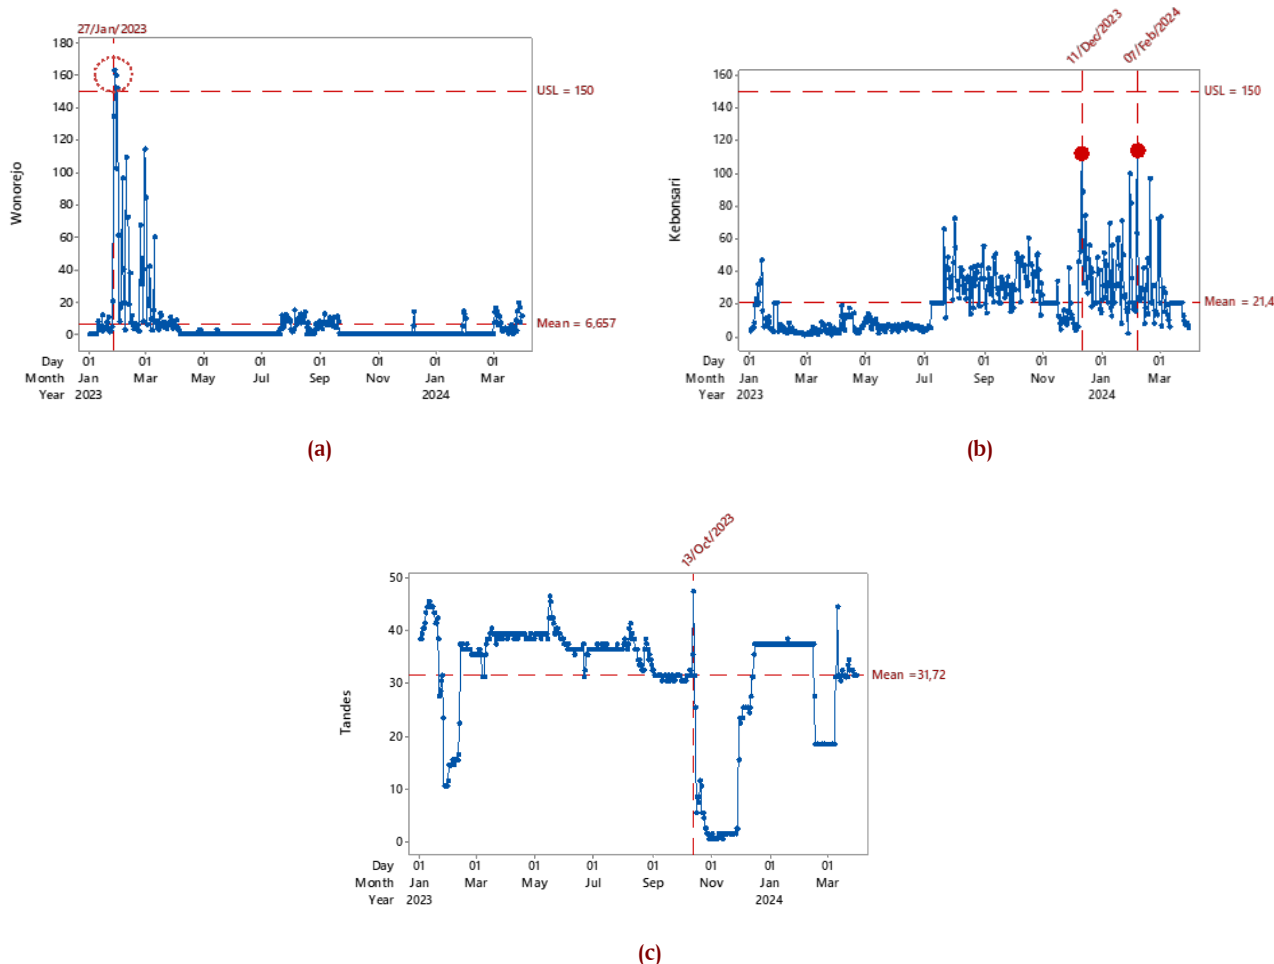 27/Jan/2023
180
160
140
120
100
80
60
40
20
0
Wonorejo
USL = 150
Mean = 6,657
Day 01 01 01 01 01 01 01 01
Month Jan Mar May Jul Sep Nov Jan Mar
Year 2023 2024
(a)
11/Dec/2023
07/Feb/2024
160
140
120
100
80
60
40
20
0
Kebonsari
USL = 150
Mean = 21,4
Day 01 01 01 01 01 01 01 01
Month Jan Mar May Jul Sep Nov Jan Mar
Year 2023 2024
(b)
13/Oct/2023
50
40
30
20
10
0
Tandes
Mean =31,72
Day 01 01 01 01 01 01 01 01
Month Jan Mar May Jul Sep Nov Jan Mar
Year 2023 2024
(c)